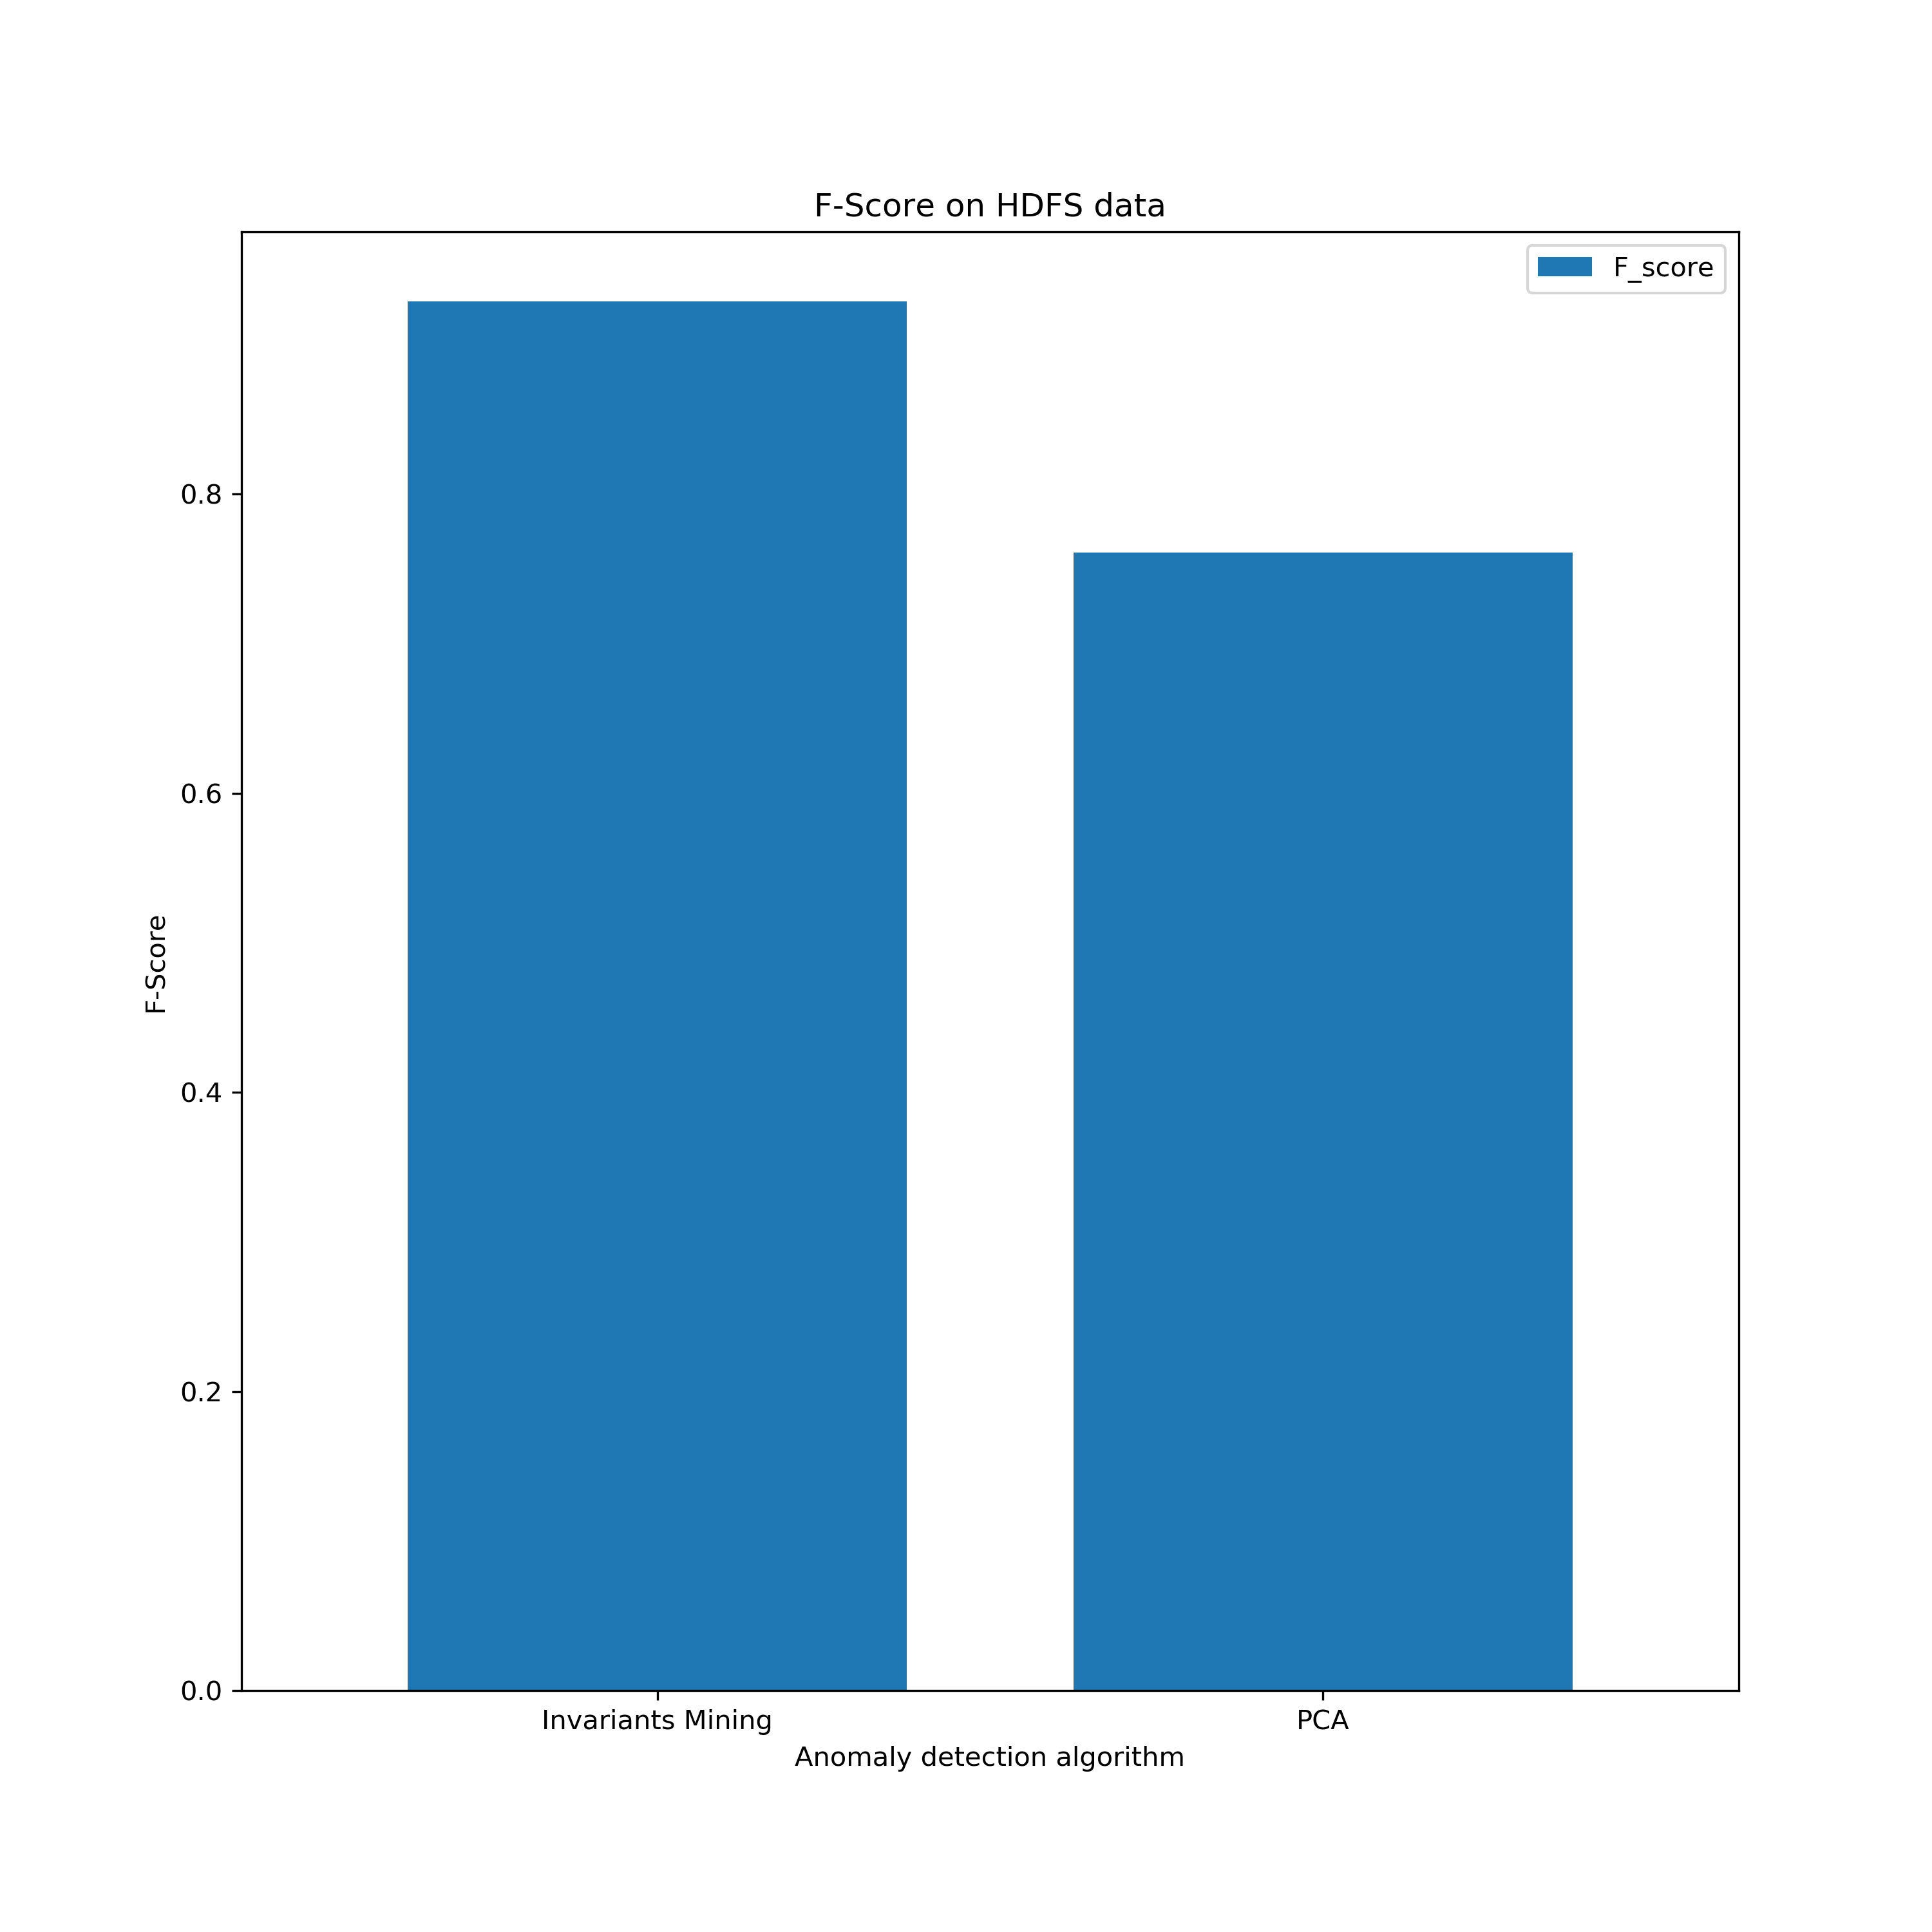 F-Score on HDFS data
F_score
0.8
0.6
0.4
0.2
0.0
F-Score
Invariants Mining
PCA
Anomaly detection algorithm